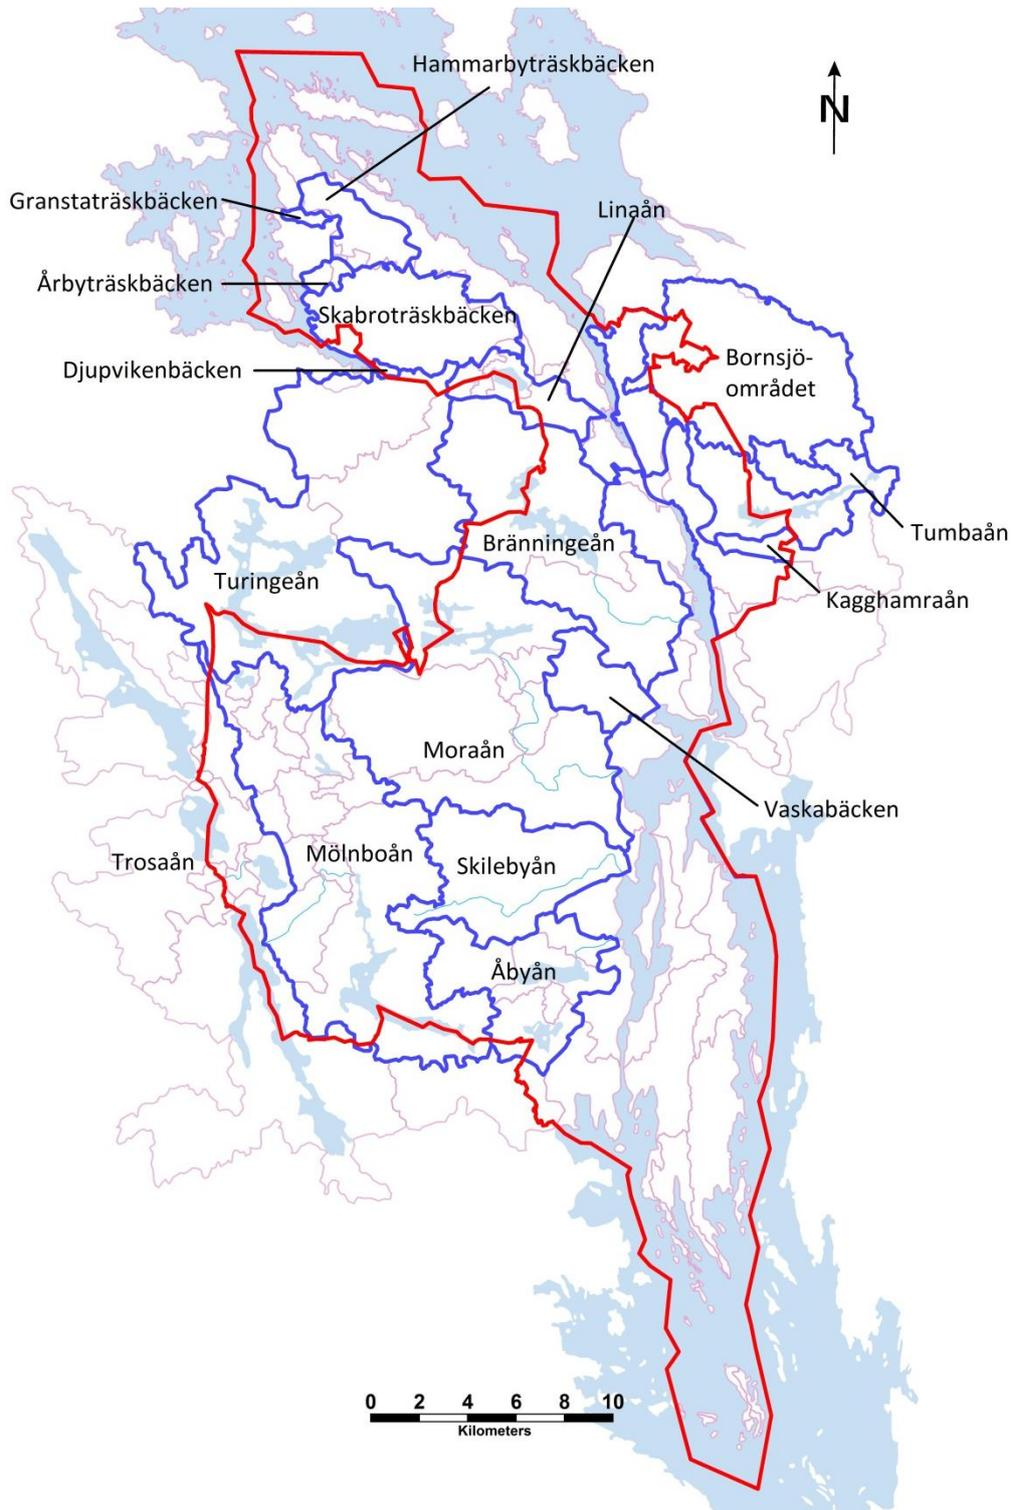 Hammarbyträskbäcken
N
Granstaträskbäcken
Linaån
Årbyträskbäcken
Skabroträskbäcken
Djupvikenbäcken
Bornsjö-
området
Tumbaån
Bränningeån
Turingeån
Kagghamraån
Moraån
Vaskabäcken
Mölnboån
Trosaån
Skilebyån
Åbyån
0 2 4 6 8 10
Kilometers